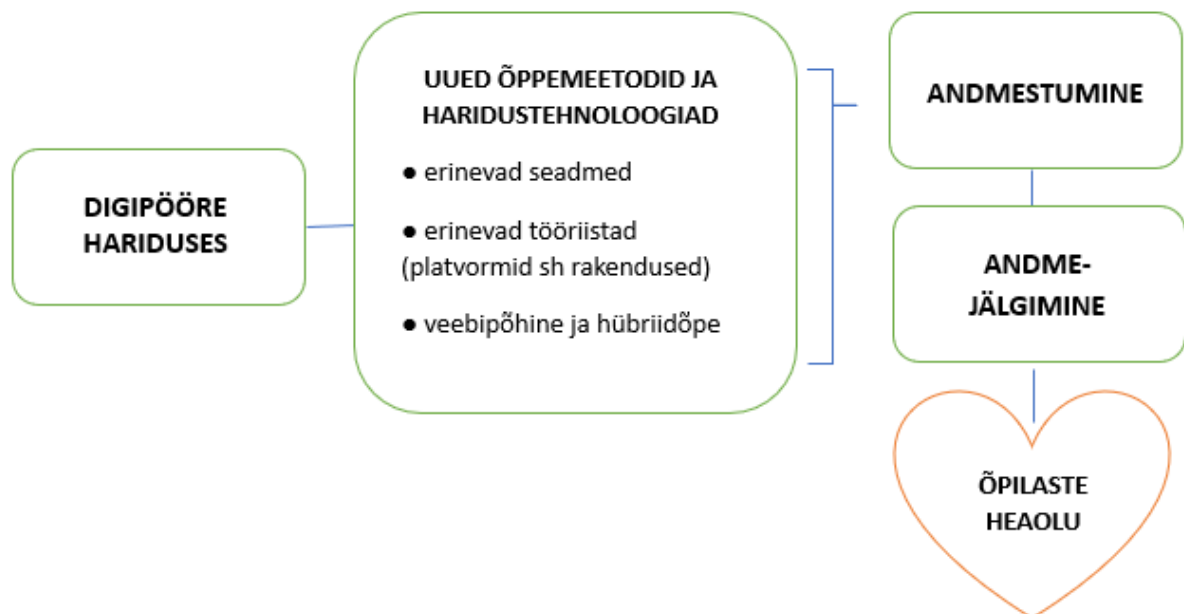 DIGIPÖÖRE
HARIDUSES
UUED ÕPPEMEETODID JA
HARIDUSTEHNOLOOGIAD
● erinevad seadmed
● erinevad tööriistad
(platvormid sh rakendused)
● veebipõhine ja hübriidõpe
ANDMESTUMINE
ANDME-
JÄLGIMINE
ÕPILASTE
HEAOLU